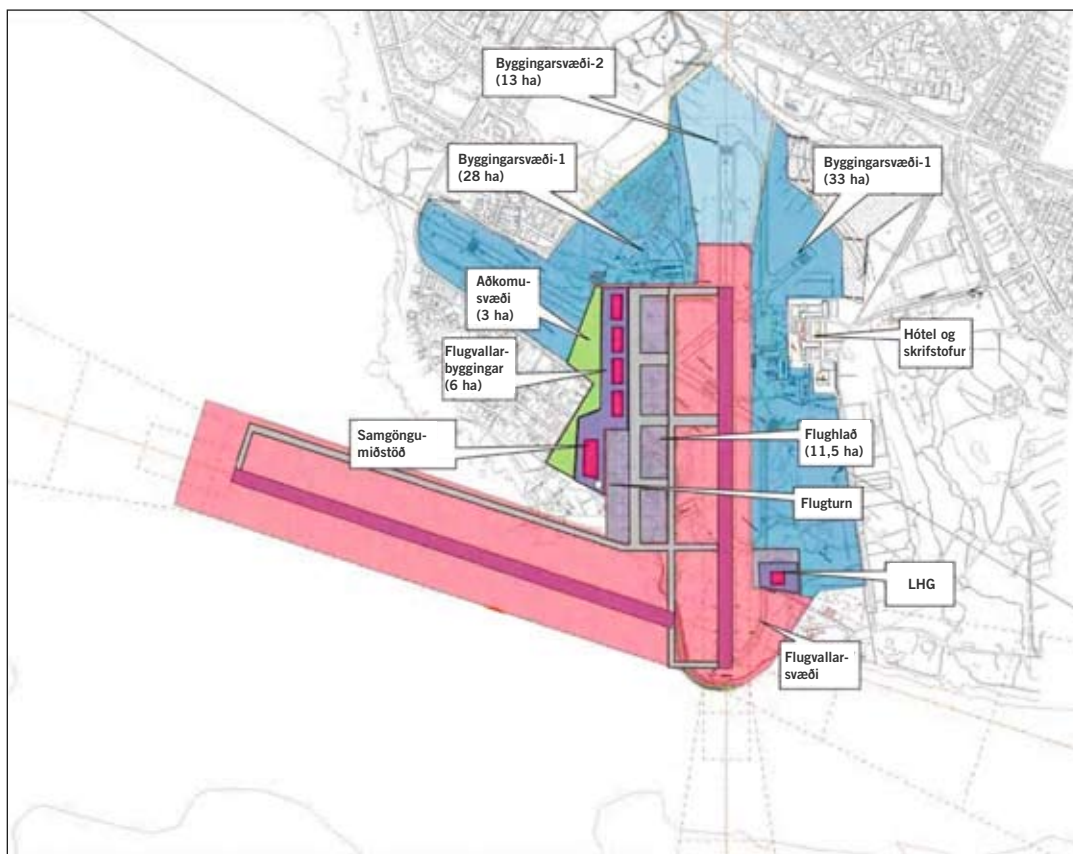 Byggingarsvæði-2
(13 ha)
Byggingarsvæði-1
(28 ha)
Byggingarsvæði-1
(33 ha)
Aðkomu-
svæði
(3 ha)
Flugvallar-
byggingar
(6 ha)
Hótel og
skrifstofur
Samgöngu-
miðstöð
Flughlað
(11,5 ha)
Flugturn
LHG
Flugvallar-
svæði